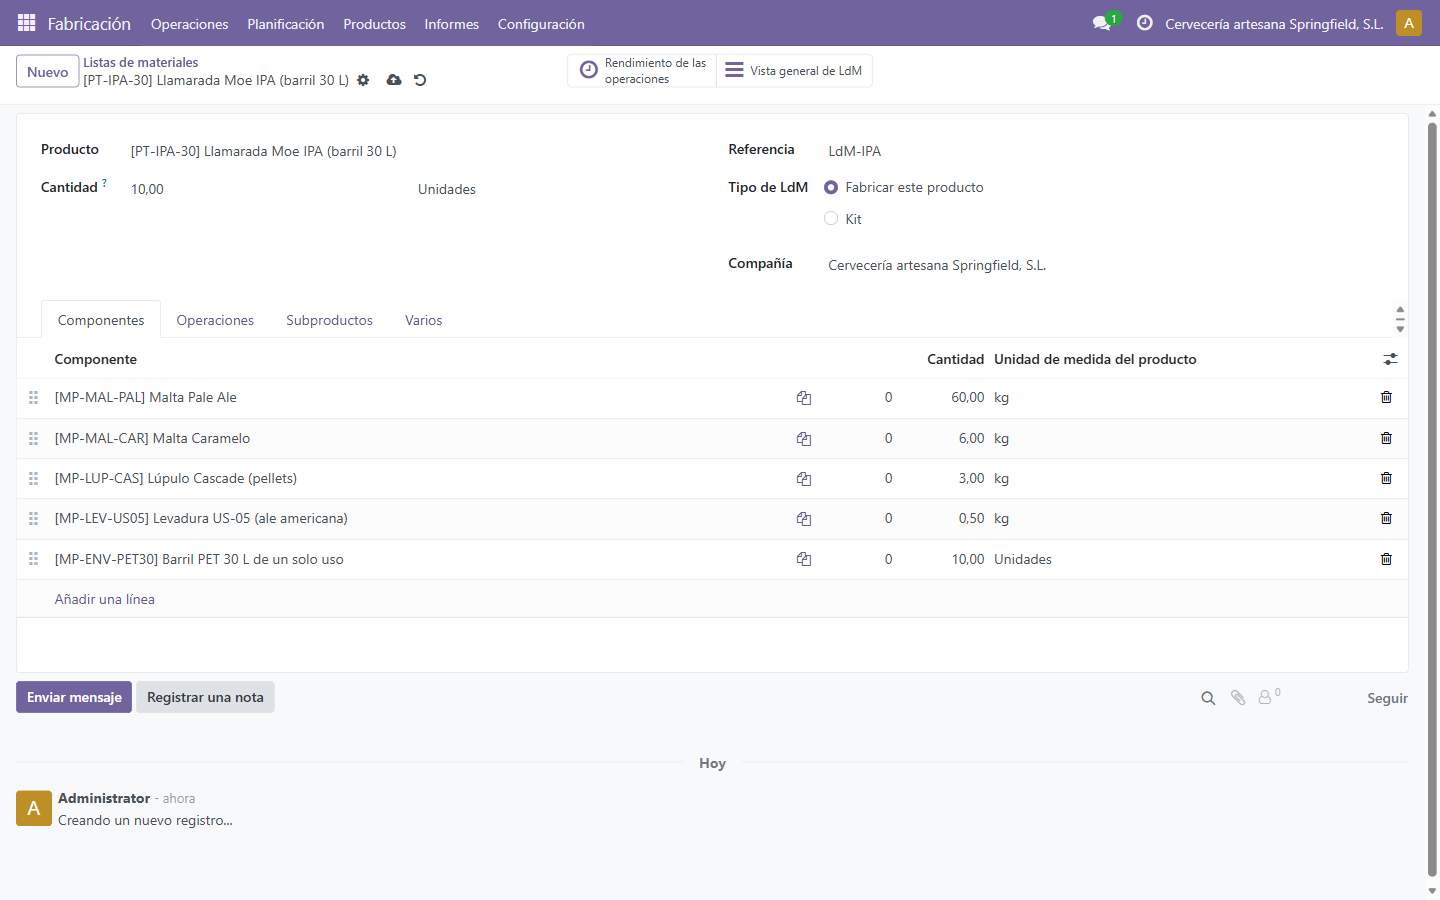 Fabricación Operaciones Planificación Productos Informes Configuración 1 Cervecería artesana Springfield, S.L. A
Nuevo
Listas de materiales
[PT-IPA-30] Llamarada Moe IPA (barril 30 L)
Rendimiento de las operaciones
Vista general de LdM
Producto [PT-IPA-30] Llamarada Moe IPA (barril 30 L)
Cantidad ? 10,00 Unidades
Referencia LdM-IPA
Tipo de LdM Fabricar este producto
Kit
Compañía Cervecería artesana Springfield, S.L.
Componentes Operaciones Subproductos Varios
Componente Cantidad Unidad de medida del producto
[MP-MAL-PAL] Malta Pale Ale 0 60,00 kg
[MP-MAL-CAR] Malta Caramelo 0 6,00 kg
[MP-LUP-CAS] Lúpulo Cascade (pellets) 0 3,00 kg
[MP-LEV-US05] Levadura US-05 (ale americana) 0 0,50 kg
[MP-ENV-PET30] Barril PET 30 L de un solo uso 0 10,00 Unidades
Añadir una línea
Enviar mensaje Registrar una nota 0 Seguir
Hoy
A Administrator - ahora
Creando un nuevo registro...